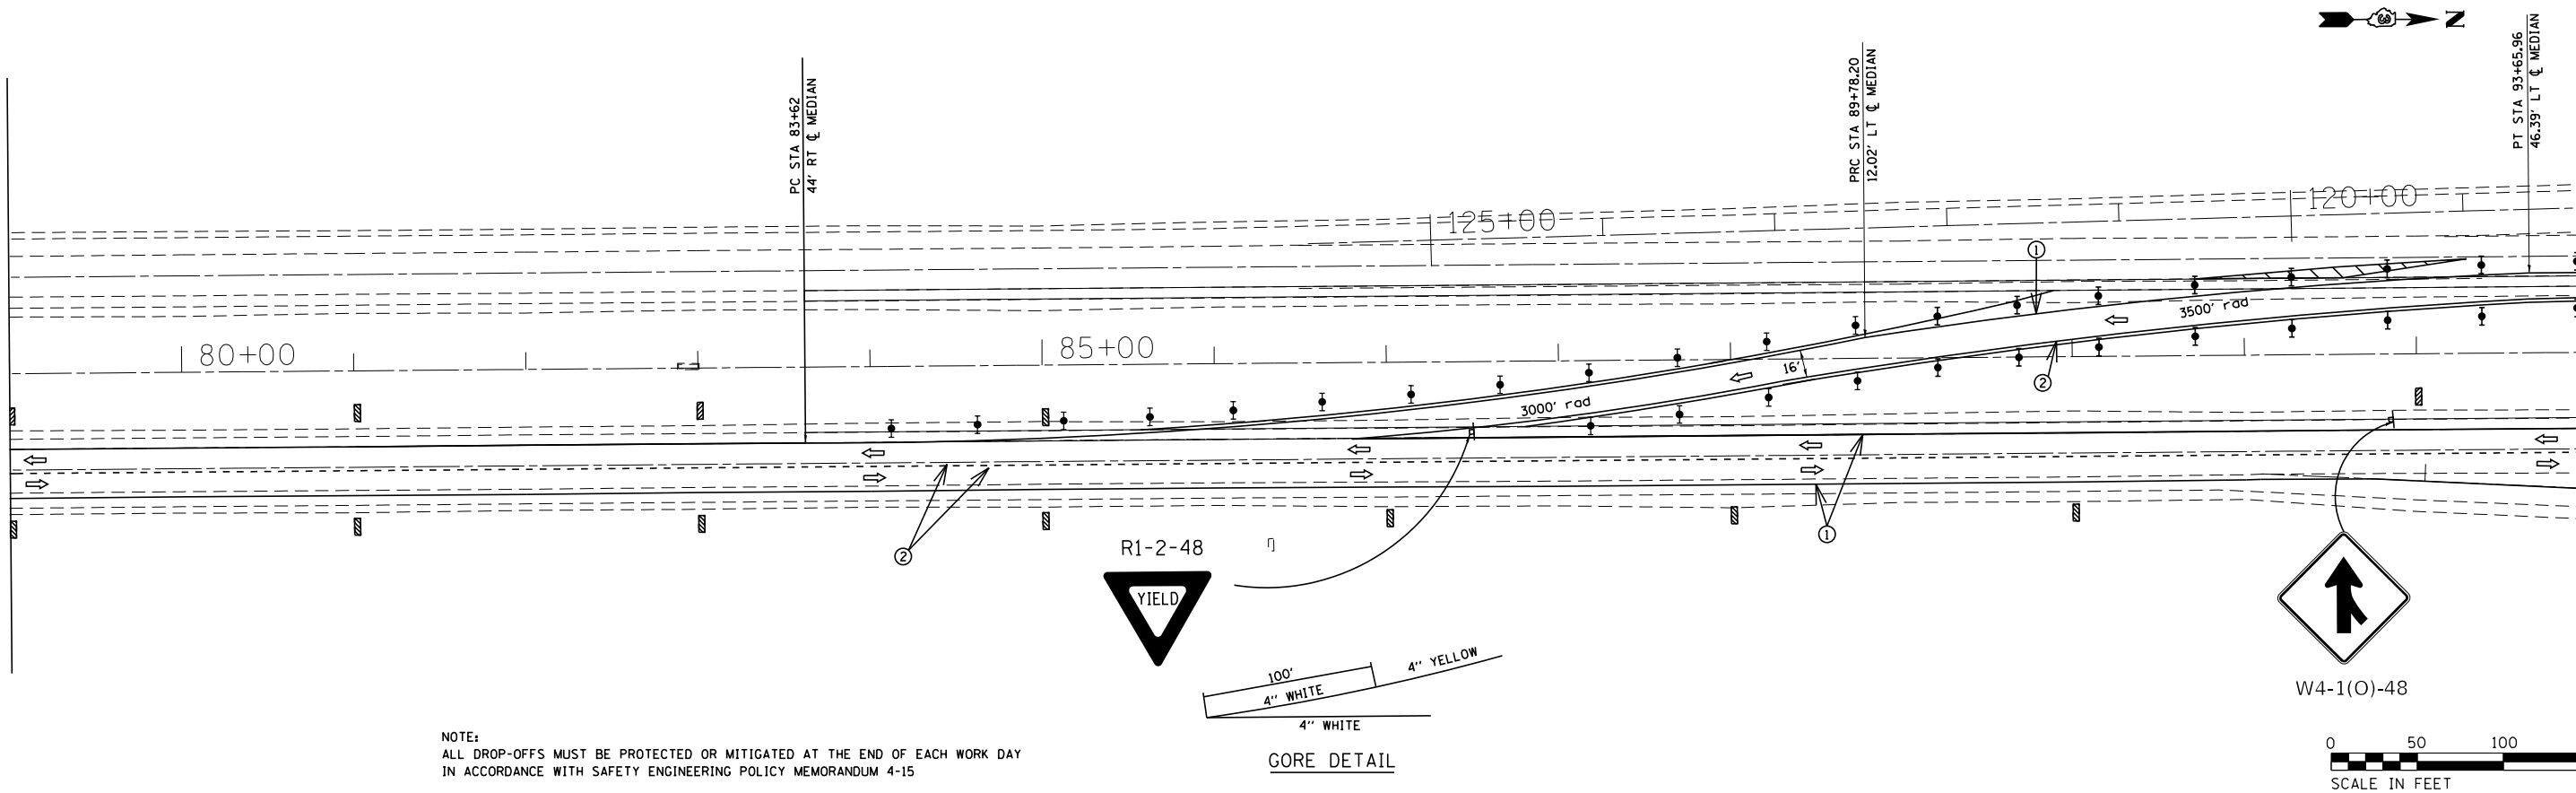 3
N
PC STA 83+62
44' RT ℄ MEDIAN
PRC STA 89+78.20
12.02' LT ℄ MEDIAN
PT STA 93+65.96
46.39' LT ℄ MEDIAN
125+00
120+00
1
80+00
85+00
3500' rad
16'
2
3000' rad
2
1
R1-2-48
YIELD
W4-1(O)-48
100'
4'' WHITE
4'' YELLOW
4'' WHITE
GORE DETAIL
NOTE:
ALL DROP-OFFS MUST BE PROTECTED OR MITIGATED AT THE END OF EACH WORK DAY
IN ACCORDANCE WITH SAFETY ENGINEERING POLICY MEMORANDUM 4-15
0 50 100
SCALE IN FEET